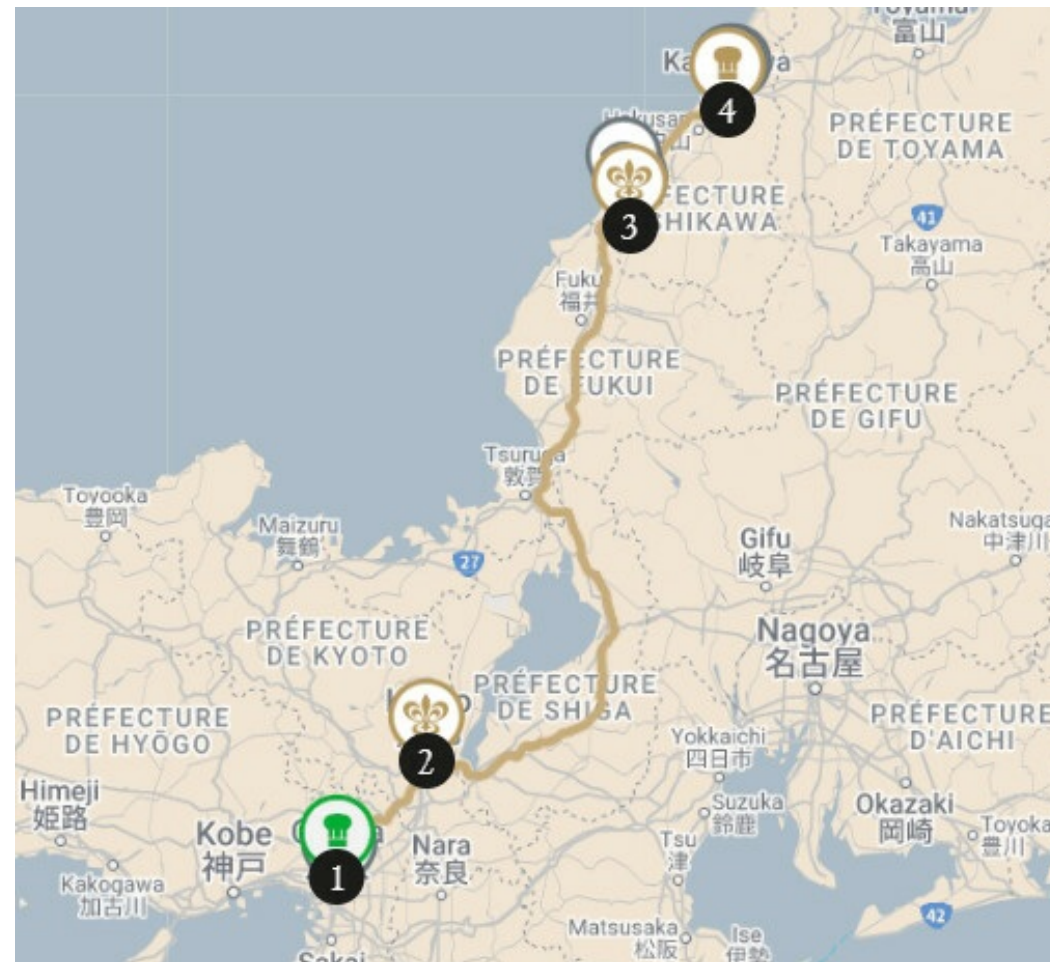 富山
4
PRÉFECTURE
DE TOYAMA
3
41
Takayama
高山
福井
PRÉFECTURE
DE FUKUI
PRÉFECTURE
DE GIFU
Toyooka
豊岡
Maizuru
舞鶴
27
Gifu
岐阜
中津川
PRÉFECTURE
DE KYOTO
Nagoya
名古屋
PRÉFECTURE
DE SHIGA
PRÉFECTURE
DE HYŌGO
PRÉFECTURE
D'AICHI
2
Yokkaichi
四日市
Himeji
姫路
Suzuka
鈴鹿
Okazaki
岡崎
豊川
Kobe
神戸
Nara
奈良
Tsu
津
1
Kakogawa
加古川
42
Matsusaka
松阪
Ise
伊勢